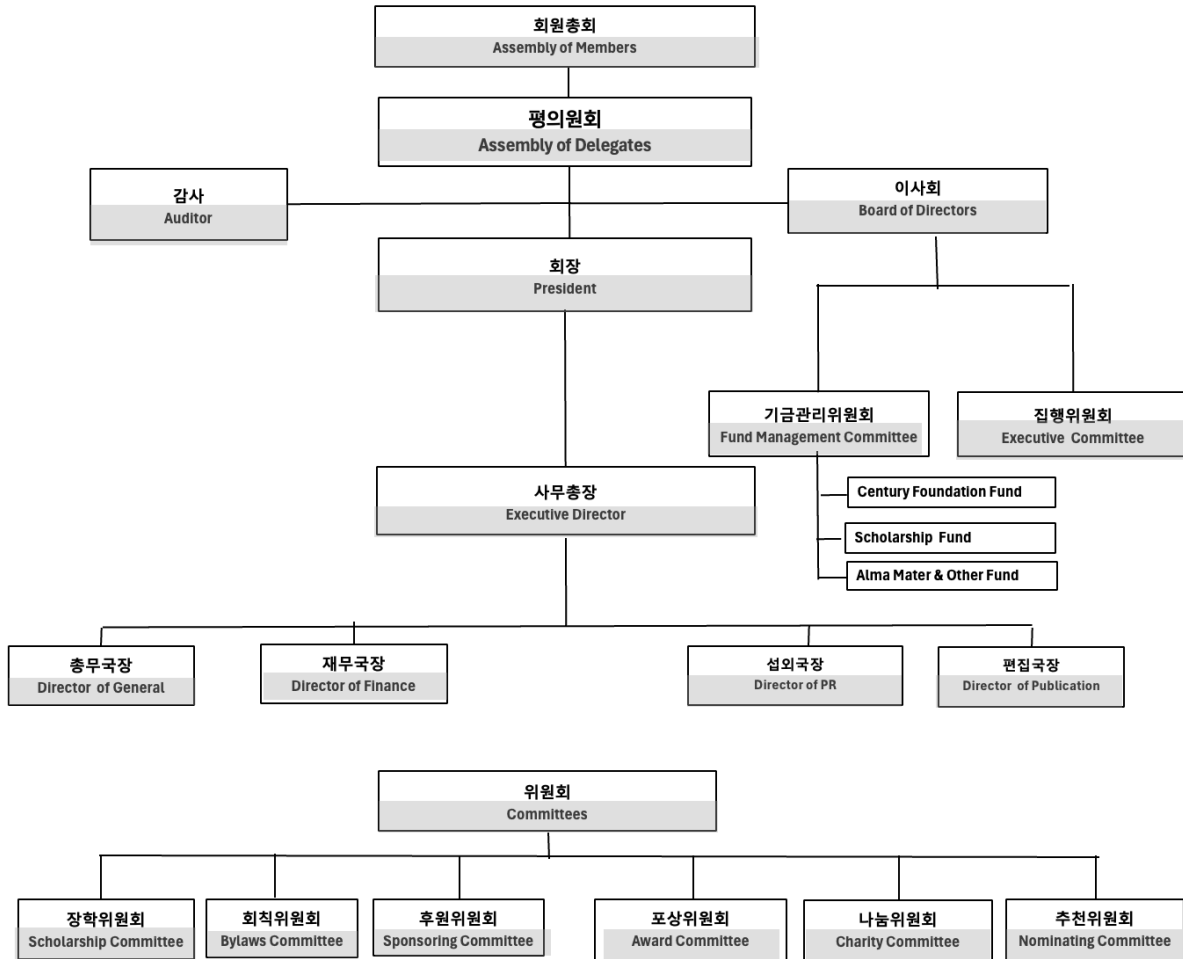 회원총회
Assembly of Members
평의원회
Assembly of Delegates
감사
Auditor
이사회
Board of Directors
회장
President
기금관리위원회
Fund Management Committee
집행위원회
Executive Committee
사무총장
Executive Director
Century Foundation Fund
Scholarship Fund
Alma Mater & Other Fund
총무국장
Director of General
재무국장
Director of Finance
섭외국장
Director of PR
편집국장
Director of Publication
위원회
Committees
장학위원회
Scholarship Committee
회칙위원회
Bylaws Committee
후원위원회
Sponsoring Committee
포상위원회
Award Committee
나눔위원회
Charity Committee
추천위원회
Nominating Committee